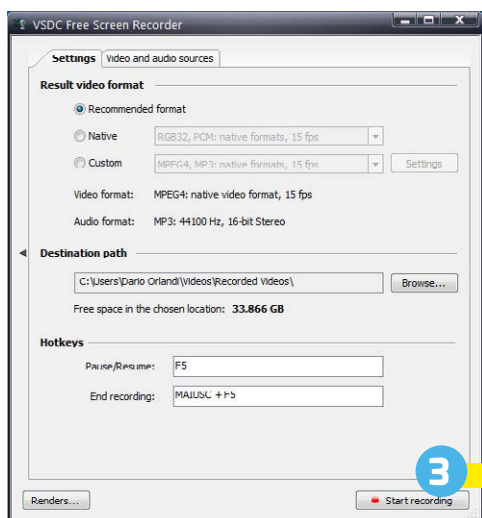 VSDC Free Screen Recorder
Settings Video and audio sources
Result video format
Recommended format
Native RGB32, PCM: native formats, 15 fps
Custom MPEG4, MP3: native formats, 15 fps Settings
Video format: MPEG4: native video format, 15 fps
Audio format: MP3: 44100 Hz, 16-bit Stereo
Destination path
C:\Users\Dario Orlandi\Videos\Recorded Videos\ Browse...
Free space in the chosen location: 33.866 GB
Hotkeys
Pause/Resume: F5
End recording: MAIUSC + F5
3
Renders... Start recording